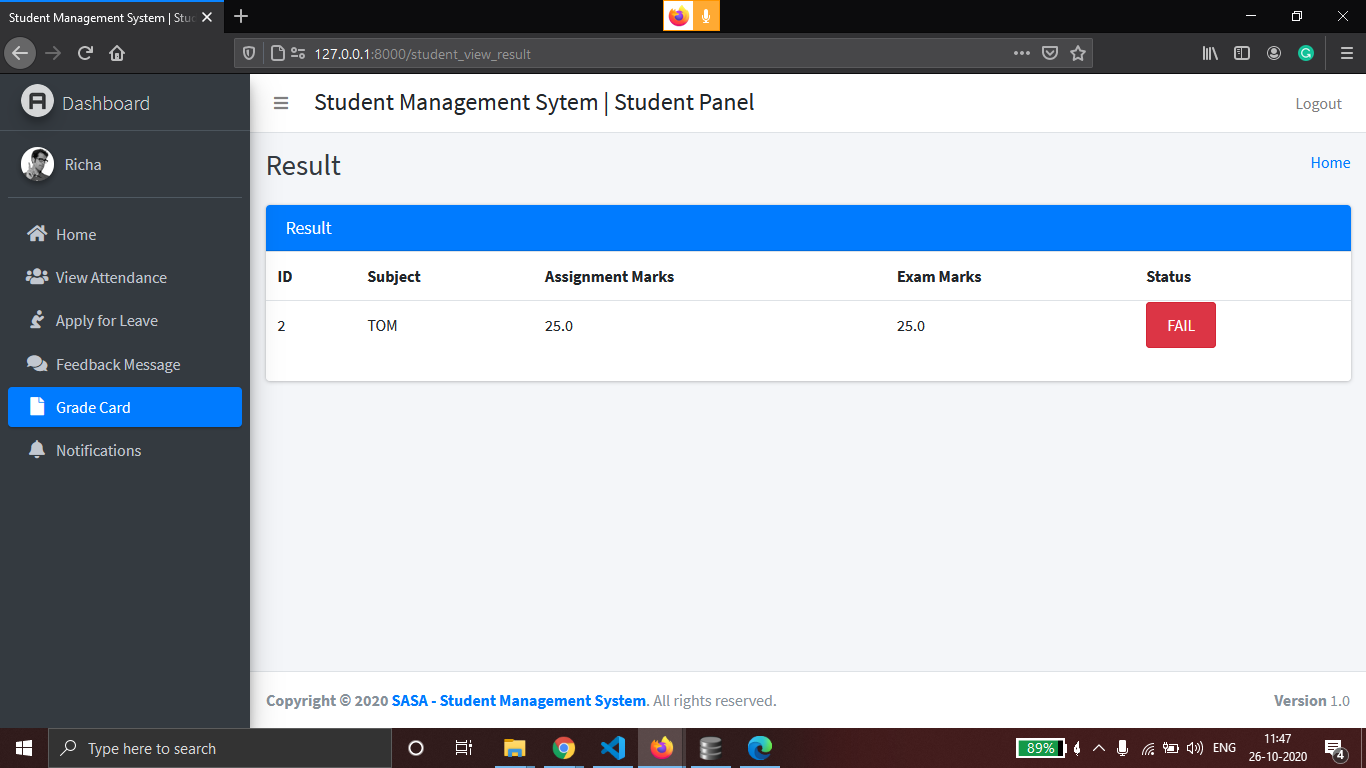 Student Management System | Stu
127.0.0.1:8000/student_view_result
Dashboard
Student Management Sytem | Student Panel
Logout
Richa
Result
Home
Home
View Attendance
Apply for Leave
Feedback Message
Grade Card
Notifications
Result
ID Subject Assignment Marks Exam Marks Status
2 TOM 25.0 25.0 FAIL
Copyright © 2020 SASA - Student Management System. All rights reserved.
Version 1.0
Type here to search
89%
ENG
11:47
26-10-2020
4